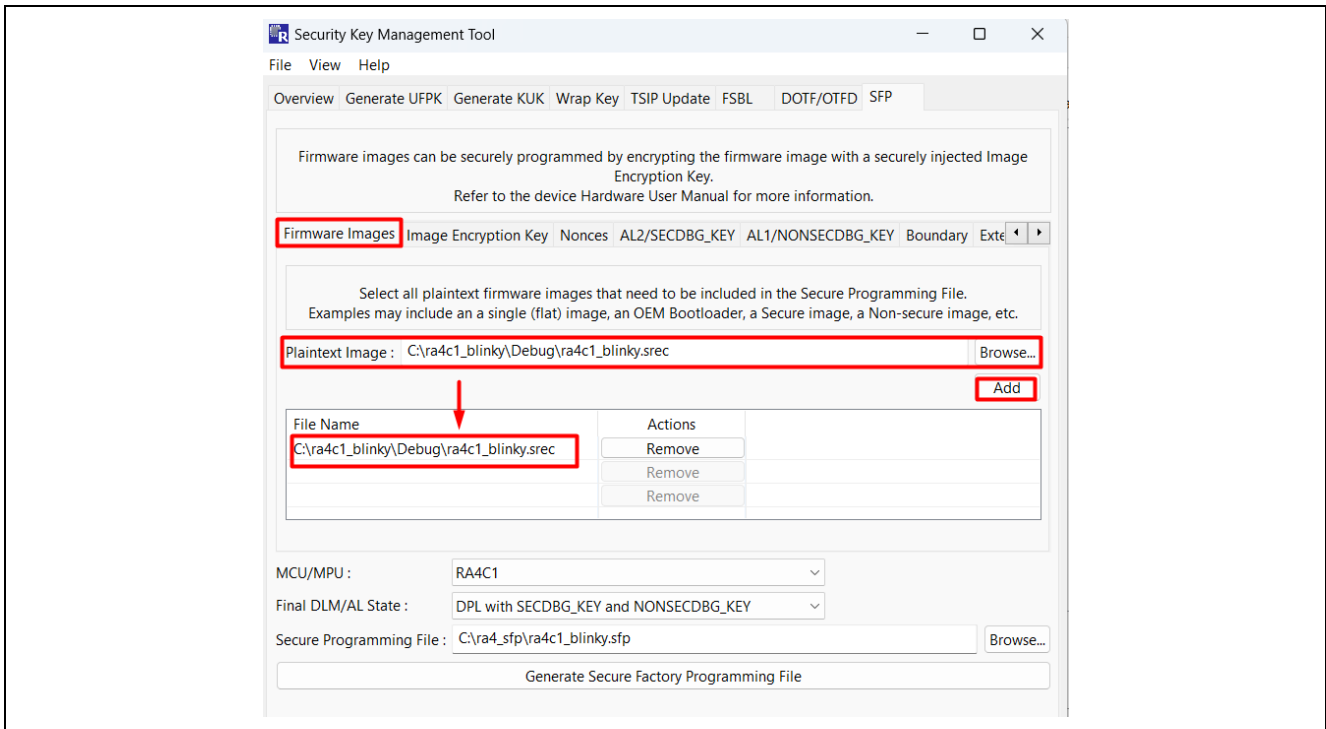 Security Key Management Tool
File View Help
Overview Generate UFPK Generate KUK Wrap Key TSIP Update FSBL DOTF/OTFD SFP
Firmware images can be securely programmed by encrypting the firmware image with a securely injected Image
Encryption Key.
Refer to the device Hardware User Manual for more information.
Firmware Images Image Encryption Key Nonces AL2/SECDBG_KEY AL1/NONSECDBG_KEY Boundary Exte
Select all plaintext firmware images that need to be included in the Secure Programming File.
Examples may include an a single (flat) image, an OEM Bootloader, a Secure image, a Non-secure image, etc.
Plaintext Image : C:\ra4c1_blinky\Debug\ra4c1_blinky.srec Browse...
Add
File Name Actions
C:\ra4c1_blinky\Debug\ra4c1_blinky.srec Remove
Remove
Remove
MCU/MPU : RA4C1
Final DLM/AL State : DPL with SECDBG_KEY and NONSECDBG_KEY
Secure Programming File : C:\ra4_sfp\ra4c1_blinky.sfp Browse...
Generate Secure Factory Programming File